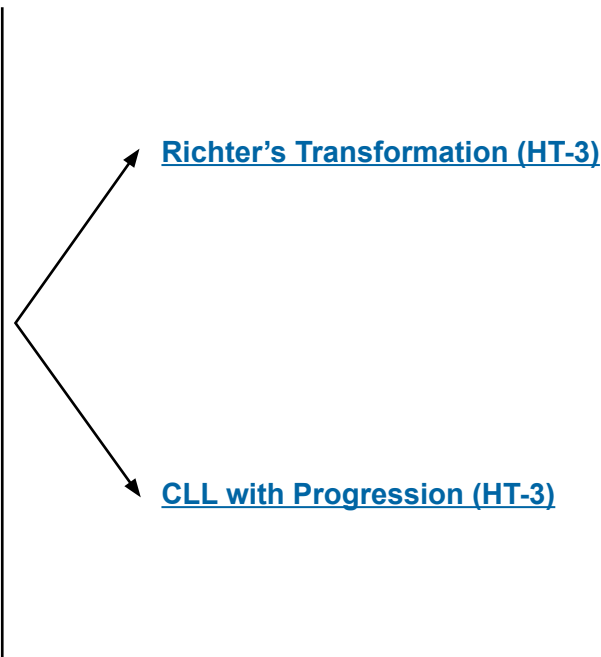 Richter’s Transformation (HT-3)
CLL with Progression (HT-3)